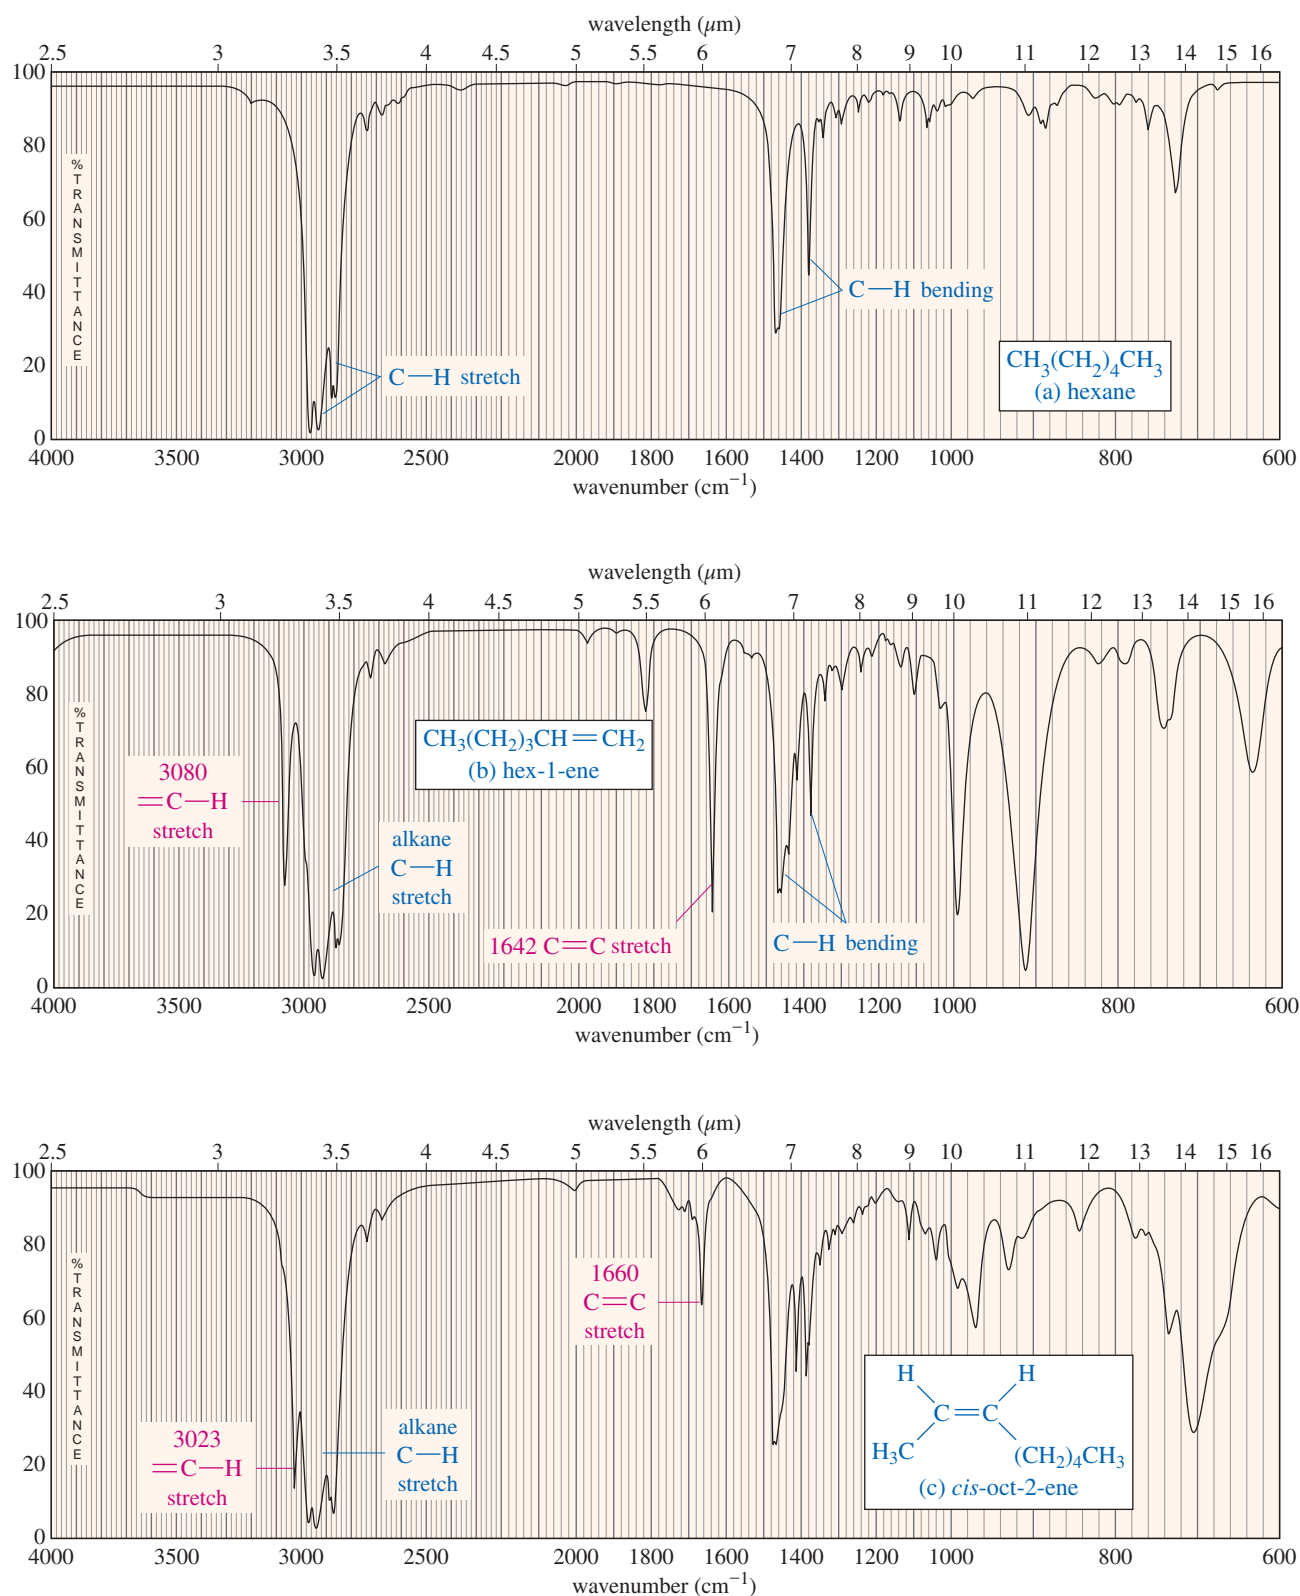 wavelength (μm)
2.5 3 3.5 4 4.5 5 5.5 6 7 8 9 10 11 12 13 14 15 16
100
80
60
40
20
0
%TRANSMITTANCE
C—H stretch
C—H bending
CH₃(CH₂)₄CH₃
(a) hexane
4000 3500 3000 2500 2000 1800 1600 1400 1200 1000 800 600
wavenumber (cm⁻¹)
wavelength (μm)
2.5 3 3.5 4 4.5 5 5.5 6 7 8 9 10 11 12 13 14 15 16
100
80
60
40
20
0
%TRANSMITTANCE
3080
=C—H
stretch
alkane
C—H
stretch
CH₃(CH₂)₃CH=CH₂
(b) hex-1-ene
1642 C=C stretch
C—H bending
4000 3500 3000 2500 2000 1800 1600 1400 1200 1000 800 600
wavenumber (cm⁻¹)
wavelength (μm)
2.5 3 3.5 4 4.5 5 5.5 6 7 8 9 10 11 12 13 14 15 16
100
80
60
40
20
0
%TRANSMITTANCE
3023
=C—H
stretch
alkane
C—H
stretch
1660
C=C
stretch
H H
C=C
H₃C (CH₂)₄CH₃
(c) cis-oct-2-ene
4000 3500 3000 2500 2000 1800 1600 1400 1200 1000 800 600
wavenumber (cm⁻¹)